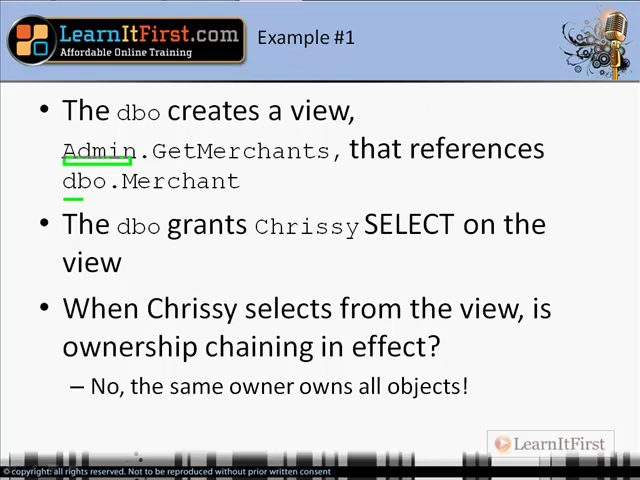 LearnItFirst.com
Affordable Online Training
Example #1
• The dbo creates a view,
Admin.GetMerchants, that references
dbo.Merchant
• The dbo grants Chrissy SELECT on the
view
• When Chrissy selects from the view, is
ownership chaining in effect?
– No, the same owner owns all objects!
LearnItFirst
© copyright: all rights reserved. Not to be reproduced without prior written consent